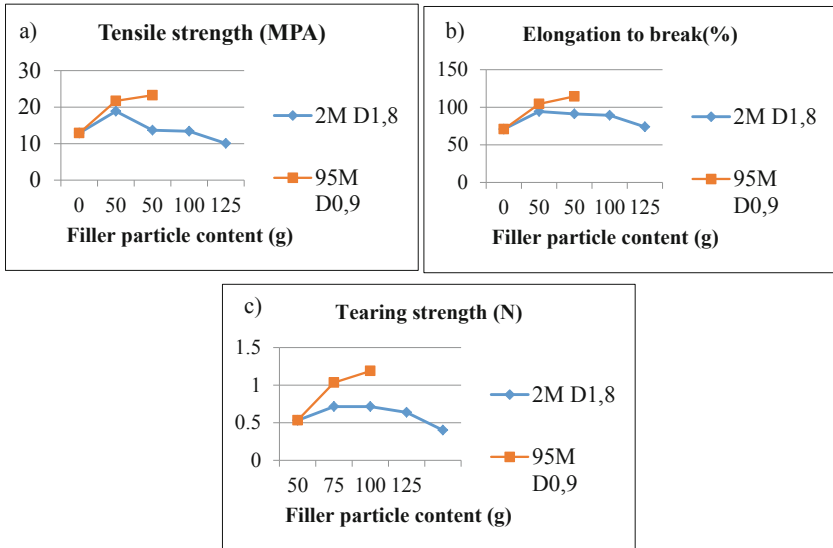 a)
Tensile strength (MPA)
30
20
10
0
0 50 50 100 125
Filler particle content (g)
2M D1,8
95M
D0,9
b)
Elongation to break(%)
150
100
50
0
0 50 50 100 125
Filler particle content (g)
2M D1,8
95M
D0,9
c)
Tearing strength (N)
1.5
1
0.5
0
50 75 100 125
Filler particle content (g)
2M D1,8
95M
D0,9